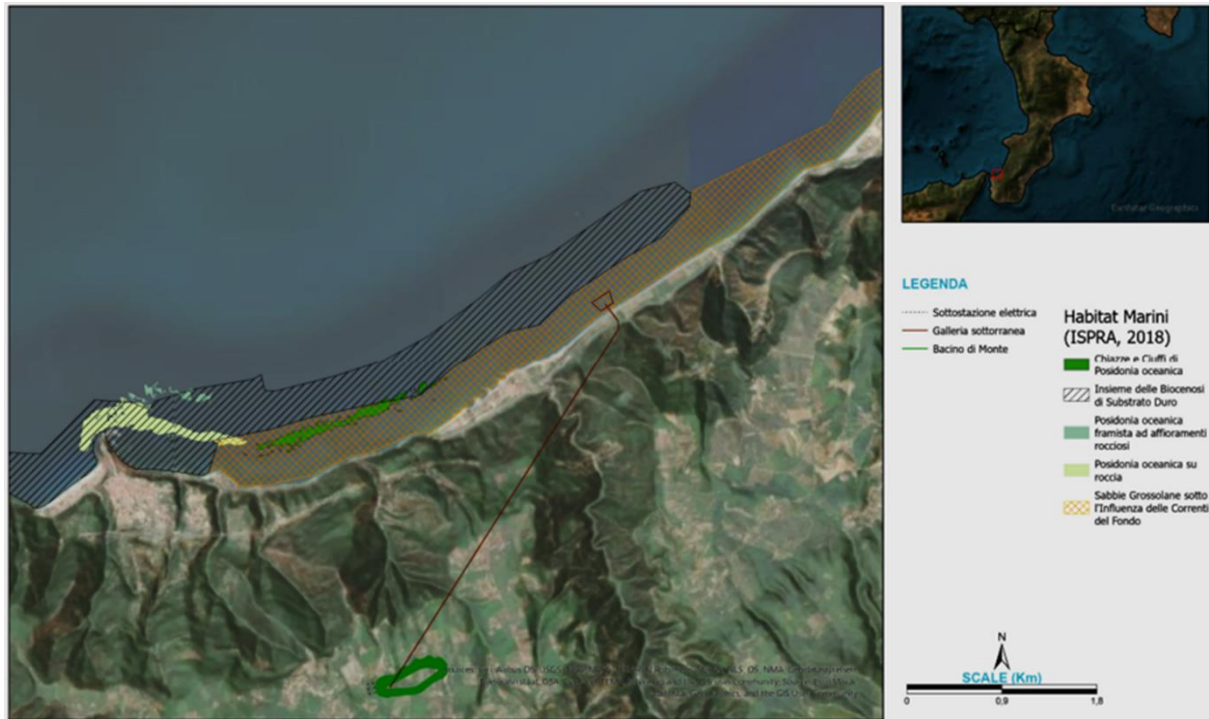 LEGENDA
Sottostazione elettrica
Galleria sottorranea
Bacino di Monte
Habitat Marini
(ISPRA, 2018)
Chiazze e Ciuffi di
Posidonia oceanica
Insieme delle Biocenosi
di Substrato Duro
Posidonia oceanica
framista ad affioramenti
rocciosi
Posidonia oceanica su
roccia
Sabbie Grossolane sotto
l'Influenza delle Correnti
del Fondo
N
SCALE (Km)
0 0,9 1,8